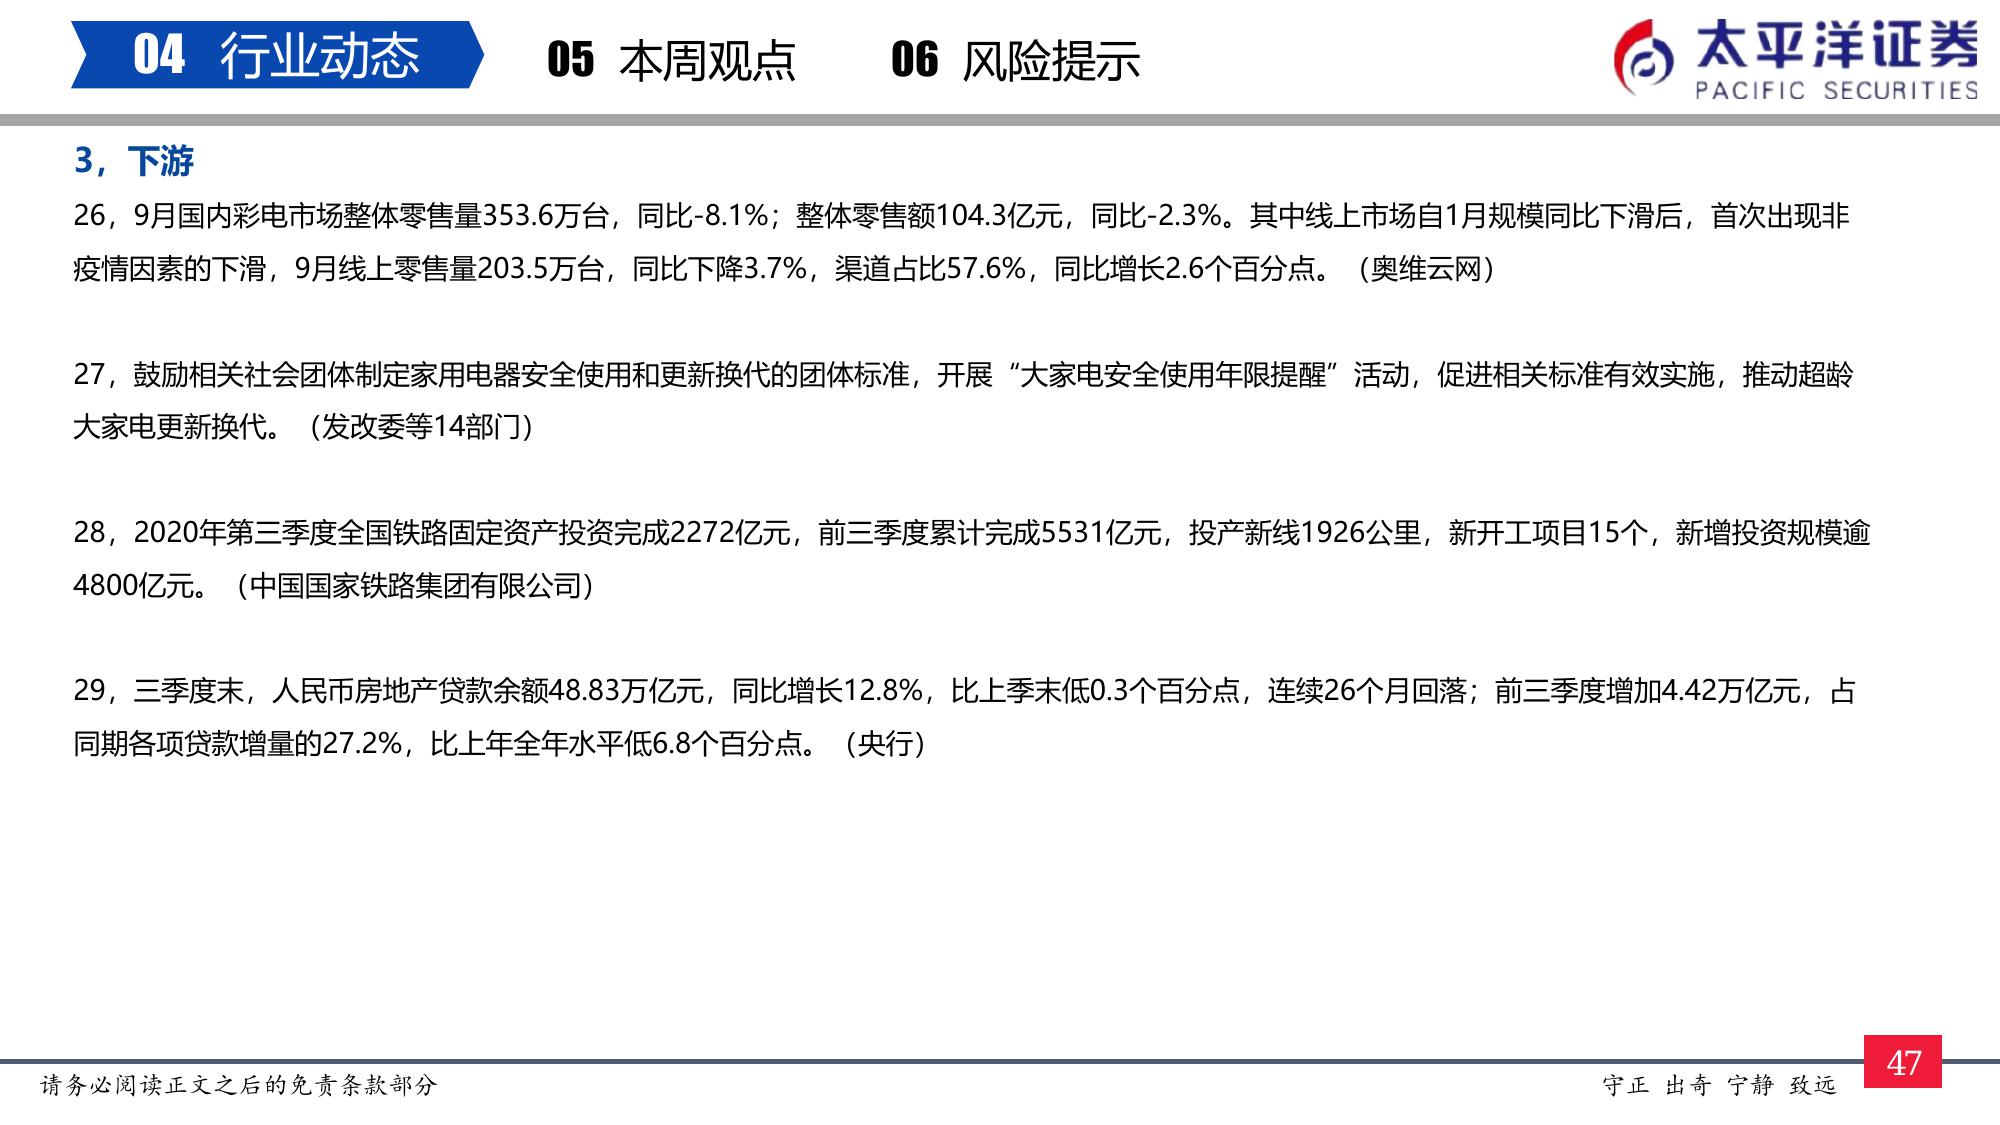 04 行业动态 05 本周观点 06 风险提示
太平洋证券
PACIFIC SECURITIES
3，下游
26，9月国内彩电市场整体零售量353.6万台，同比-8.1%；整体零售额104.3亿元，同比-2.3%。其中线上市场自1月规模同比下滑后，首次出现非
疫情因素的下滑，9月线上零售量203.5万台，同比下降3.7%，渠道占比57.6%，同比增长2.6个百分点。（奥维云网）
27，鼓励相关社会团体制定家用电器安全使用和更新换代的团体标准，开展“大家电安全使用年限提醒”活动，促进相关标准有效实施，推动超龄
大家电更新换代。（发改委等14部门）
28，2020年第三季度全国铁路固定资产投资完成2272亿元，前三季度累计完成5531亿元，投产新线1926公里，新开工项目15个，新增投资规模逾
4800亿元。（中国国家铁路集团有限公司）
29，三季度末，人民币房地产贷款余额48.83万亿元，同比增长12.8%，比上季末低0.3个百分点，连续26个月回落；前三季度增加4.42万亿元，占
同期各项贷款增量的27.2%，比上年全年水平低6.8个百分点。（央行）
请务必阅读正文之后的免责条款部分
守正 出奇 宁静 致远
47